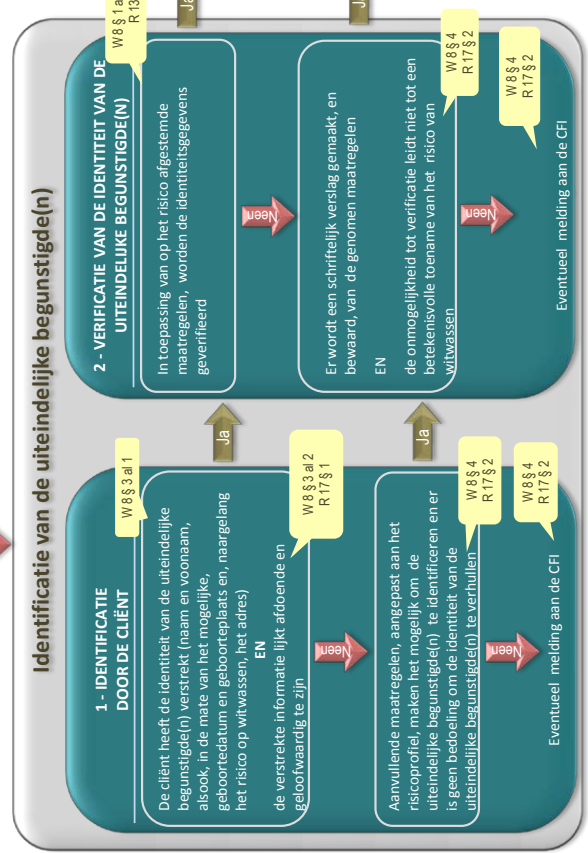 Identificatie van de uiteindelijke begunstigde(n)
1 - IDENTIFICATIE
DOOR DE CLIËNT
W 8 § 3 al 1
De cliënt heeft de identiteit van de uiteindelijke
begunstigde(n) verstrekt (naam en voornaam,
alsook, in de mate van het mogelijke,
geboortedatum en geboorteplaats en, naargelang
het risico op witwassen, het adres)
EN
de verstrekte informatie lijkt afdoende en
geloofwaardig te zijn
W 8 § 3 al 2
R 17 § 1
Ja
Neen
Aanvullende maatregelen, aangepast aan het
risicoprofiel, maken het mogelijk om de
uiteindelijke begunstigde(n) te identificeren en er
is geen bedoeling om de identiteit van de
uiteindelijke begunstigde(n) te verhullen
W 8 § 4
R 17 § 2
Ja
Neen
W 8 § 4
R 17 § 2
Eventueel melding aan de CFI
2 - VERIFICATIE VAN DE IDENTITEIT VAN DE
UITEINDELIJKE BEGUNSTIGDE(N)
W 8 § 1 a
R 13
In toepassing van op het risico afgestemde
maatregelen, worden de identiteitsgegevens
geverifieerd
Ja
Neen
Er wordt een schriftelijk verslag gemaakt, en
bewaard, van de genomen maatregelen
EN
de onmogelijkheid tot verificatie leidt niet tot een
betekenisvolle toename van het risico van
witwassen
W 8 § 4
R 17 § 2
Neen
W 8 § 4
R 17 § 2
Eventueel melding aan de CFI